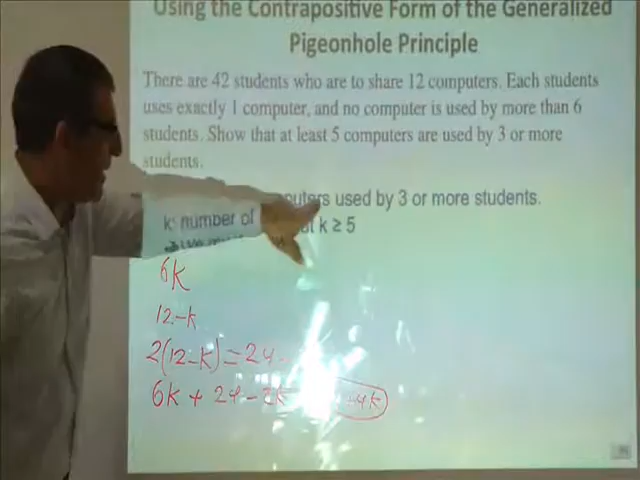 Using the Contrapositive Form of the Generalized
Pigeonhole Principle
There are 42 students who are to share 12 computers. Each students
uses exactly 1 computer, and no computer is used by more than 6
students. Show that at least 5 computers are used by 3 or more
students.
used by 3 or more students.
k: number of
k ≥ 5
6k
12-k
2(12-k) = 24-
6k + 24 - 2k
-4k